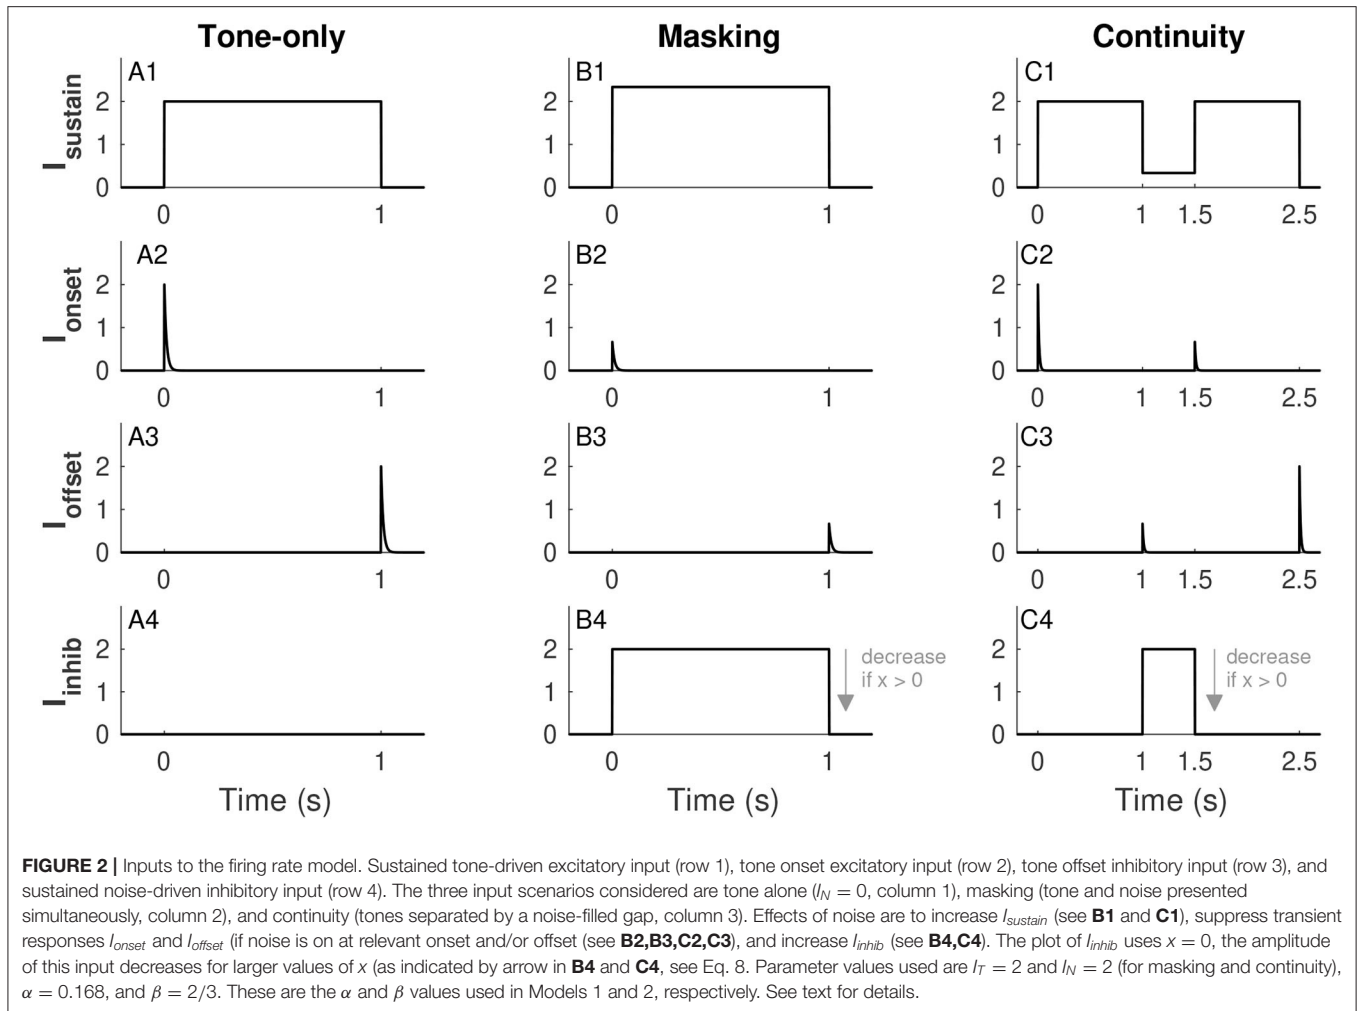 Tone-only
Masking
Continuity
A1
B1
C1
I sustain
2
1
0
0
1
2
1
0
0
1
2
1
0
0
1
1.5
2.5
A2
B2
C2
I onset
2
1
0
0
1
2
1
0
0
1
2
1
0
0
1
1.5
2.5
A3
B3
C3
I offset
2
1
0
0
1
2
1
0
0
1
2
1
0
0
1
1.5
2.5
A4
B4
C4
I inhib
2
1
0
0
1
2
1
0
0
1
decrease
if x > 0
2
1
0
0
1
1.5
2.5
decrease
if x > 0
Time (s)
Time (s)
Time (s)
FIGURE 2 | Inputs to the firing rate model. Sustained tone-driven excitatory input (row 1), tone onset excitatory input (row 2), tone offset inhibitory input (row 3), and
sustained noise-driven inhibitory input (row 4). The three input scenarios considered are tone alone (I_N = 0, column 1), masking (tone and noise presented
simultaneously, column 2), and continuity (tones separated by a noise-filled gap, column 3). Effects of noise are to increase I_sustain (see B1 and C1), suppress transient
responses I_onset and I_offset (if noise is on at relevant onset and/or offset (see B2,B3,C2,C3), and increase I_inhib (see B4,C4). The plot of I_inhib uses x = 0, the amplitude
of this input decreases for larger values of x (as indicated by arrow in B4 and C4, see Eq. 8. Parameter values used are I_T = 2 and I_N = 2 (for masking and continuity),
α = 0.168, and β = 2/3. These are the α and β values used in Models 1 and 2, respectively. See text for details.